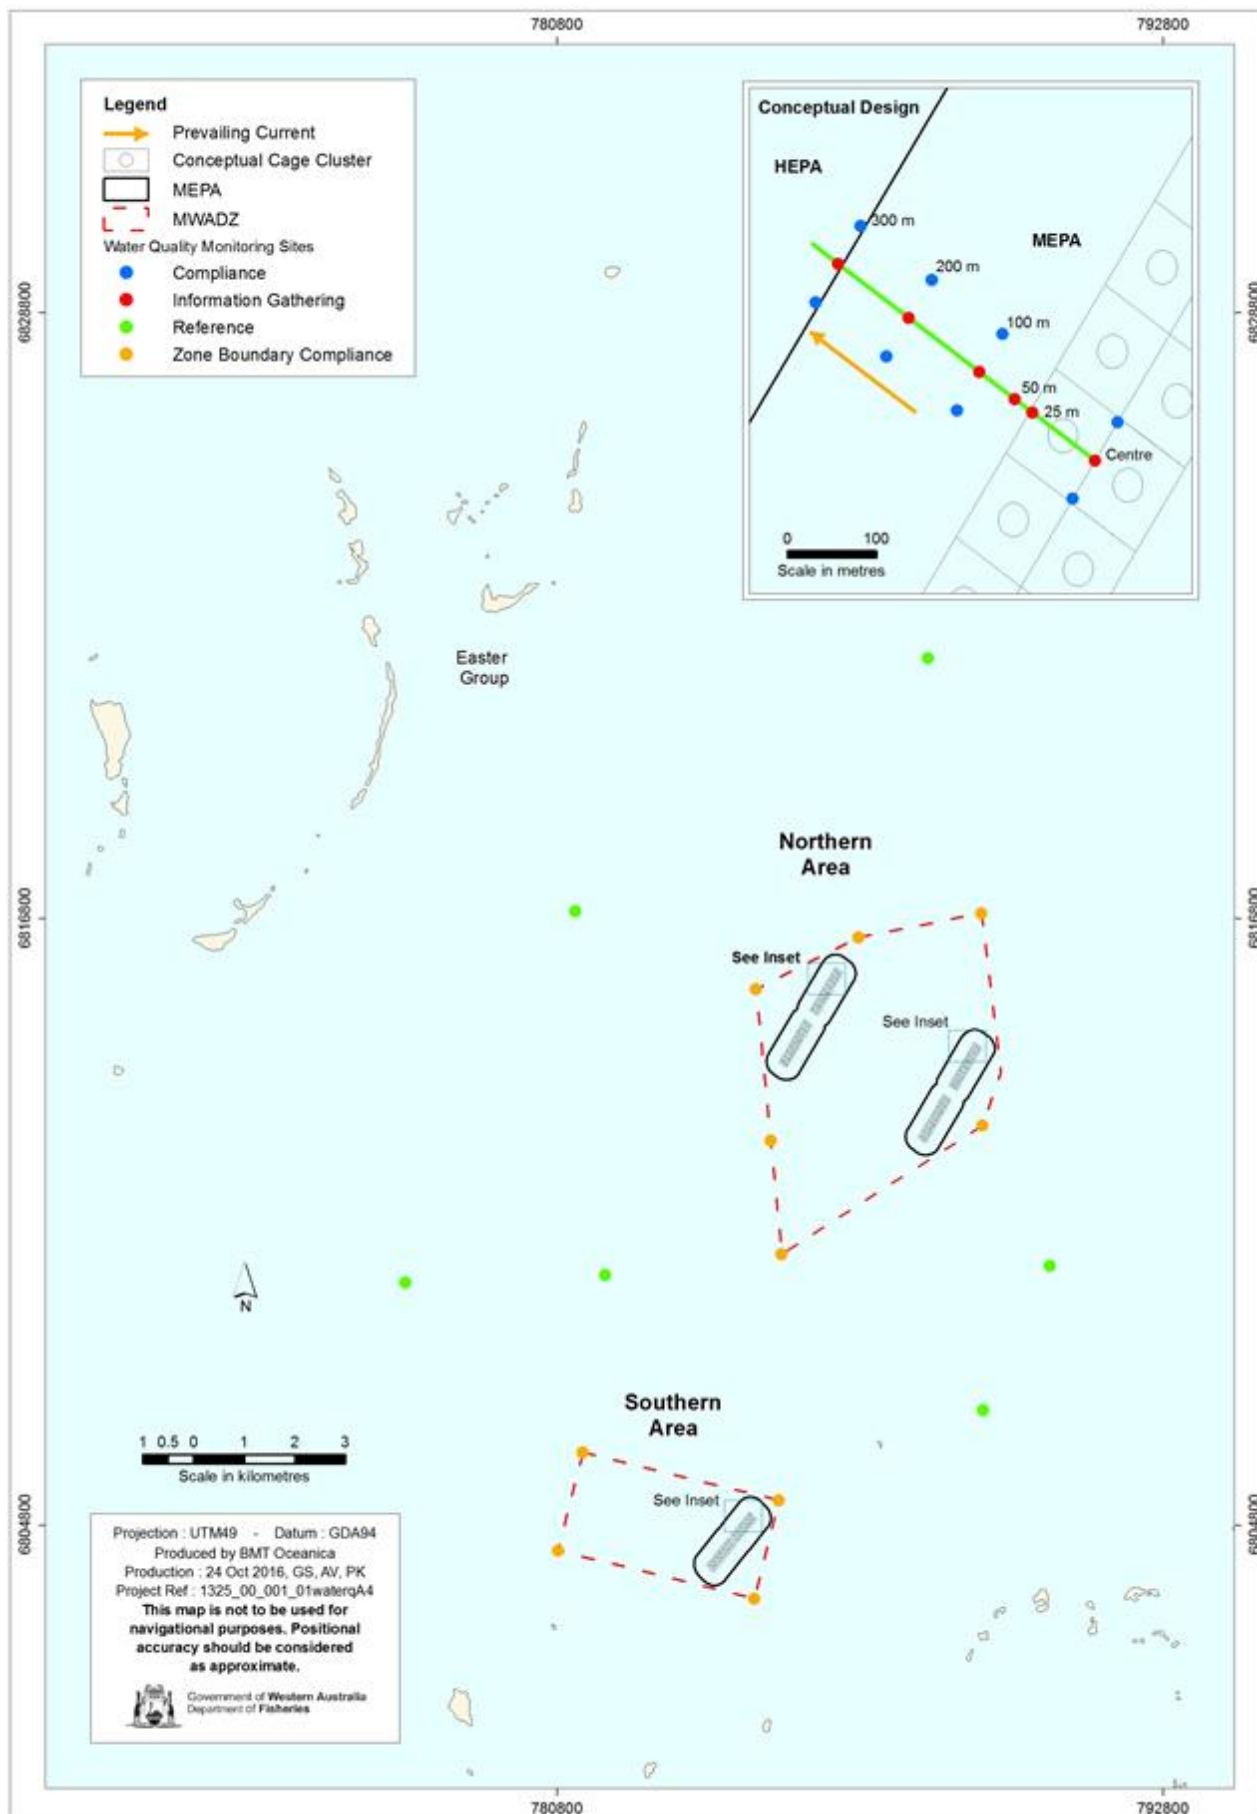 780800
792800
Legend
Prevailing Current
Conceptual Cage Cluster
MEPA
MWADZ
Water Quality Monitoring Sites
Compliance
Information Gathering
Reference
Zone Boundary Compliance
Conceptual Design
HEPA
300 m
MEPA
200 m
100 m
50 m
25 m
Centre
0 100
Scale in metres
6828800
6828800
Easter
Group
Northern
Area
6816800
6816800
See Inset
See Inset
Southern
Area
1 0.5 0 1 2 3
Scale in kilometres
N
See Inset
6804800
6804800
Projection : UTM49 - Datum : GDA94
Produced by BMT Oceanica
Production : 24 Oct 2016, GS, AV, PK
Project Ref : 1325_00_001_01waterqA4
This map is not to be used for
navigational purposes. Positional
accuracy should be considered
as approximate.
Government of Western Australia
Department of Fisheries
780800
792800